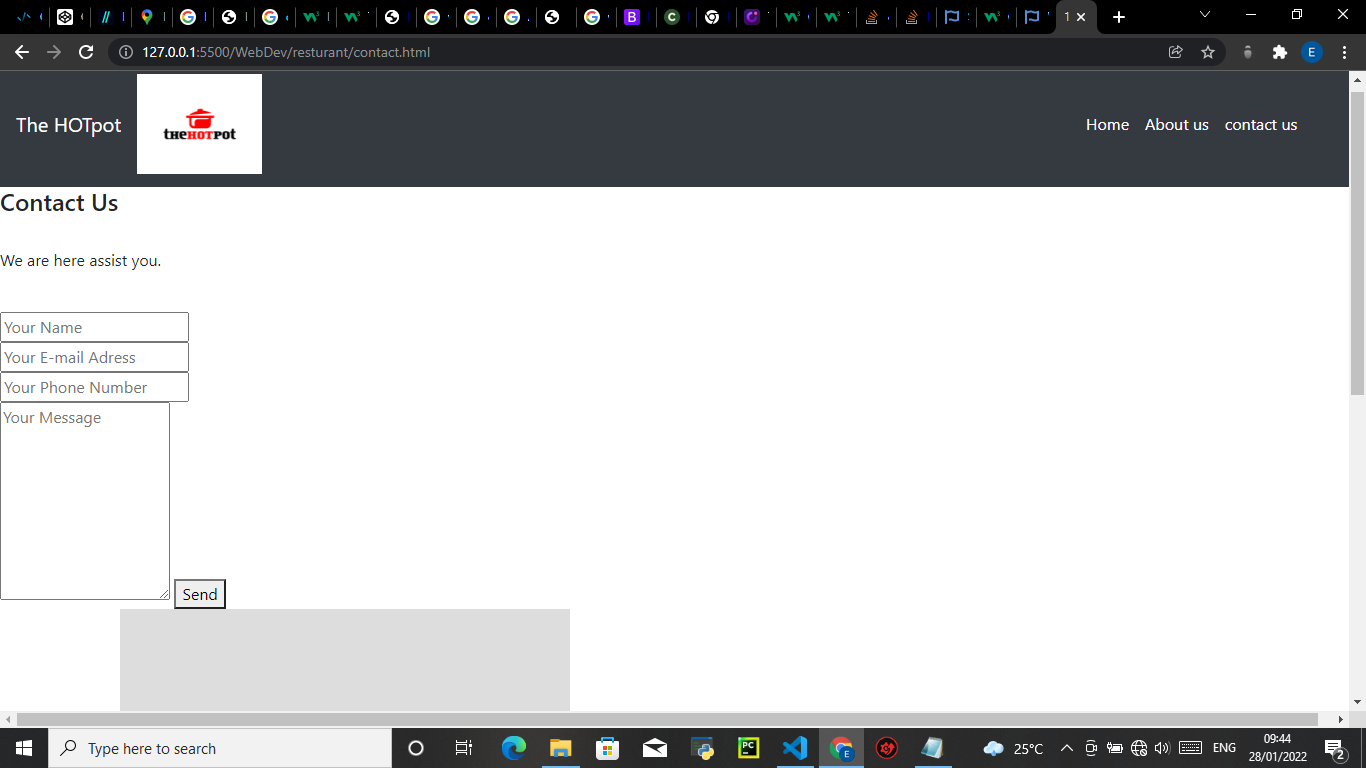 127.0.0.1:5500/WebDev/resturant/contact.html
E
The HOTpot
THEHOTPOT
Home
About us
contact us
Contact Us
We are here assist you.
Your Name
Your E-mail Adress
Your Phone Number
Your Message
Send
Type here to search
25°C
ENG
09:44
28/01/2022
2